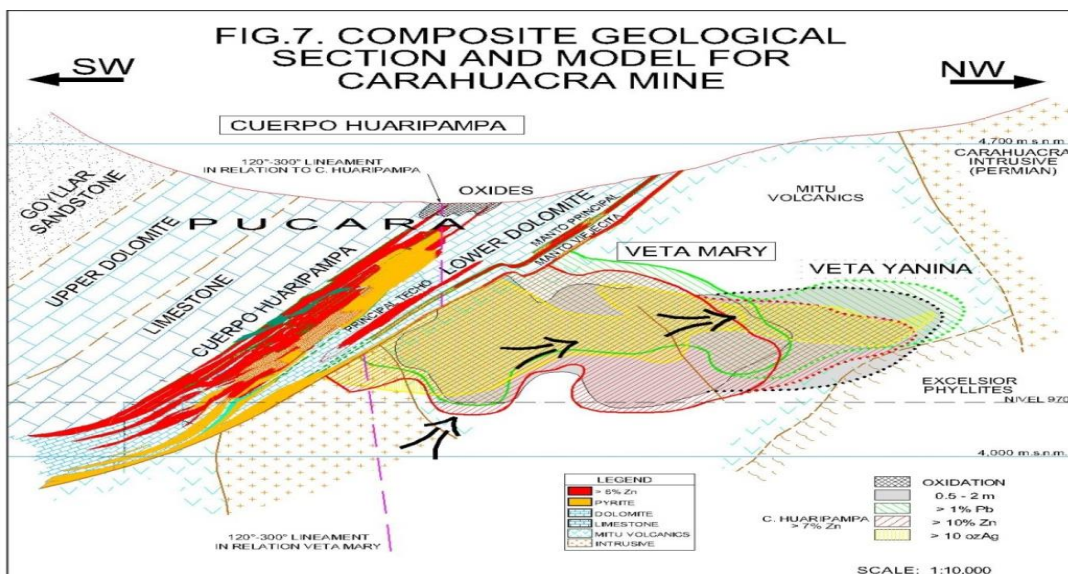 FIG.7. COMPOSITE GEOLOGICAL
SECTION AND MODEL FOR
CARAHUACRA MINE
SW
NW
CUERPO HUARIPAMPA
120°-300° LINEAMENT
IN RELATION TO C. HUARIPAMPA
OXIDES
4,700 m.s.n.m.
CARAHUACRA
INTRUSIVE
(PERMIAN)
MITU
VOLCANICS
GOYLLAR
SANDSTONE
PUCARA
UPPER DOLOMITE
LIMESTONE
CUERPO HUARIPAMPA
PRINCIPAL TECHO
LOWER DOLOMITE
MANTO PRINCIPAL
MANTO VIEJECITA
VETA MARY
VETA YANINA
EXCELSIOR
PHYLLITES
NIVEL 970
4,000 m.s.n.m.
120°-300° LINEAMENT
IN RELATION VETA MARY
LEGEND
> 6% Zn
PYRITE
DOLOMITE
LIMESTONE
MITU VOLCANICS
INTRUSIVE
C. HUARIPAMPA
> 7% Zn
OXIDATION
0.5 - 2 m
> 1% Pb
> 10% Zn
> 10 ozAg
SCALE: 1:10,000